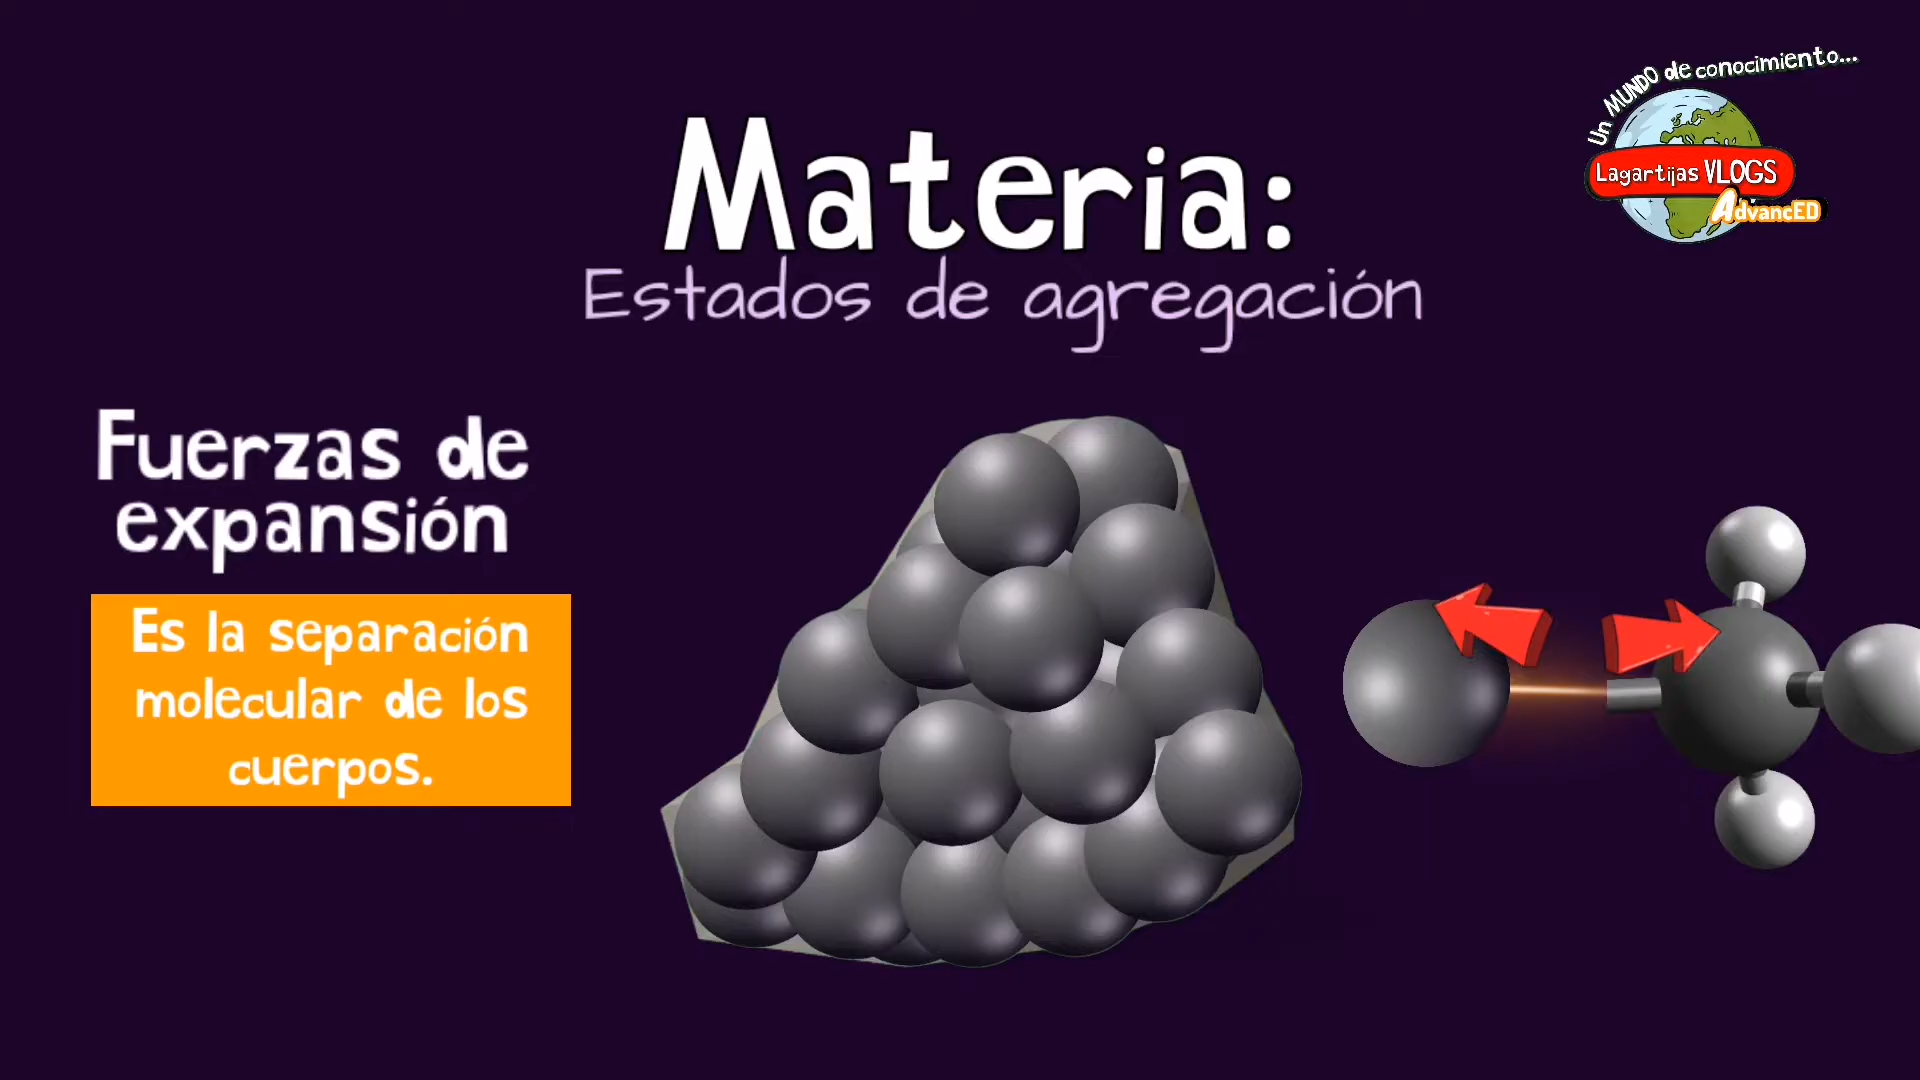 Un MUNDO de conocimiento...
Lagartijas VLOGS
AdvancED
Materia:
Estados de agregación
Fuerzas de
expansión
Es la separación
molecular de los
cuerpos.